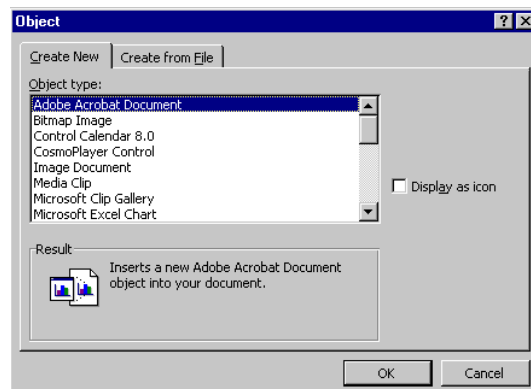 Object
Create New
Create from File
Object type:
Adobe Acrobat Document
Bitmap Image
Control Calendar 8.0
CosmoPlayer Control
Image Document
Media Clip
Microsoft Clip Gallery
Microsoft Excel Chart
Display as icon
Result
Inserts a new Adobe Acrobat Document
object into your document.
OK
Cancel